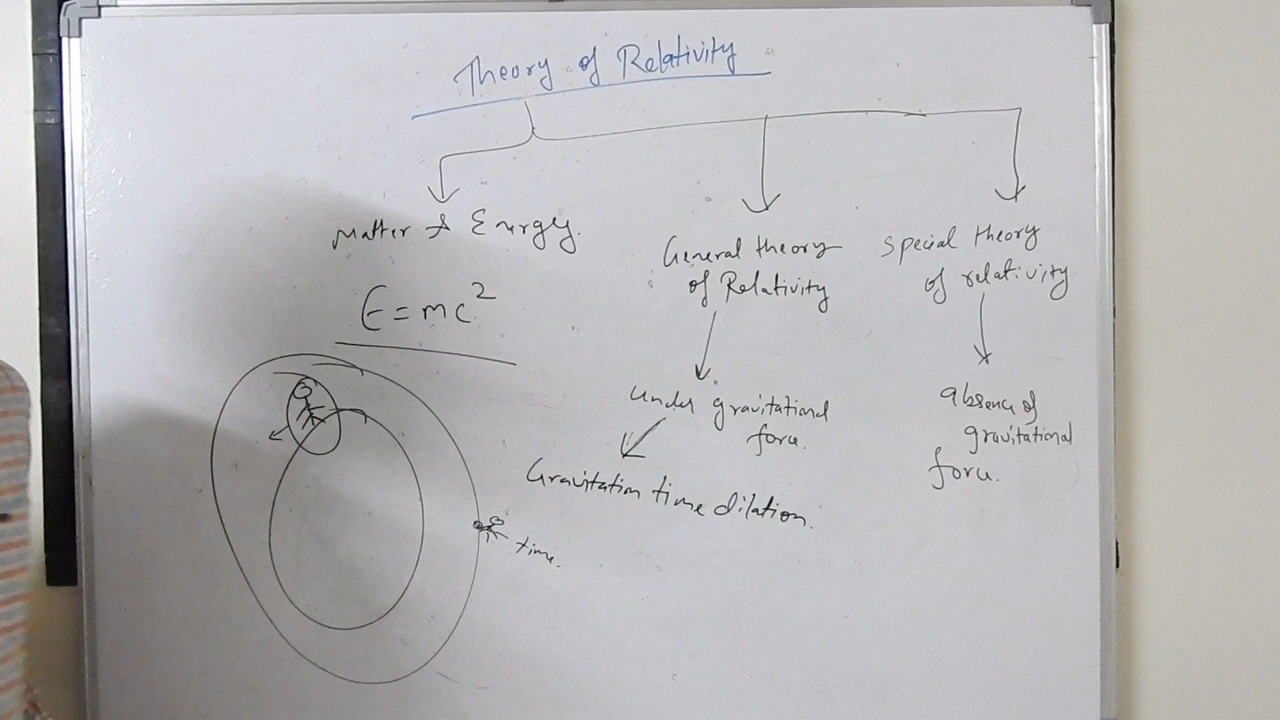 Theory of Relativity
Matter & Energy.
E = mc²
General theory
of Relativity
Special theory
of relativity
under gravitational
force.
Gravitation time dilation.
absence of
gravitational
force.
time.